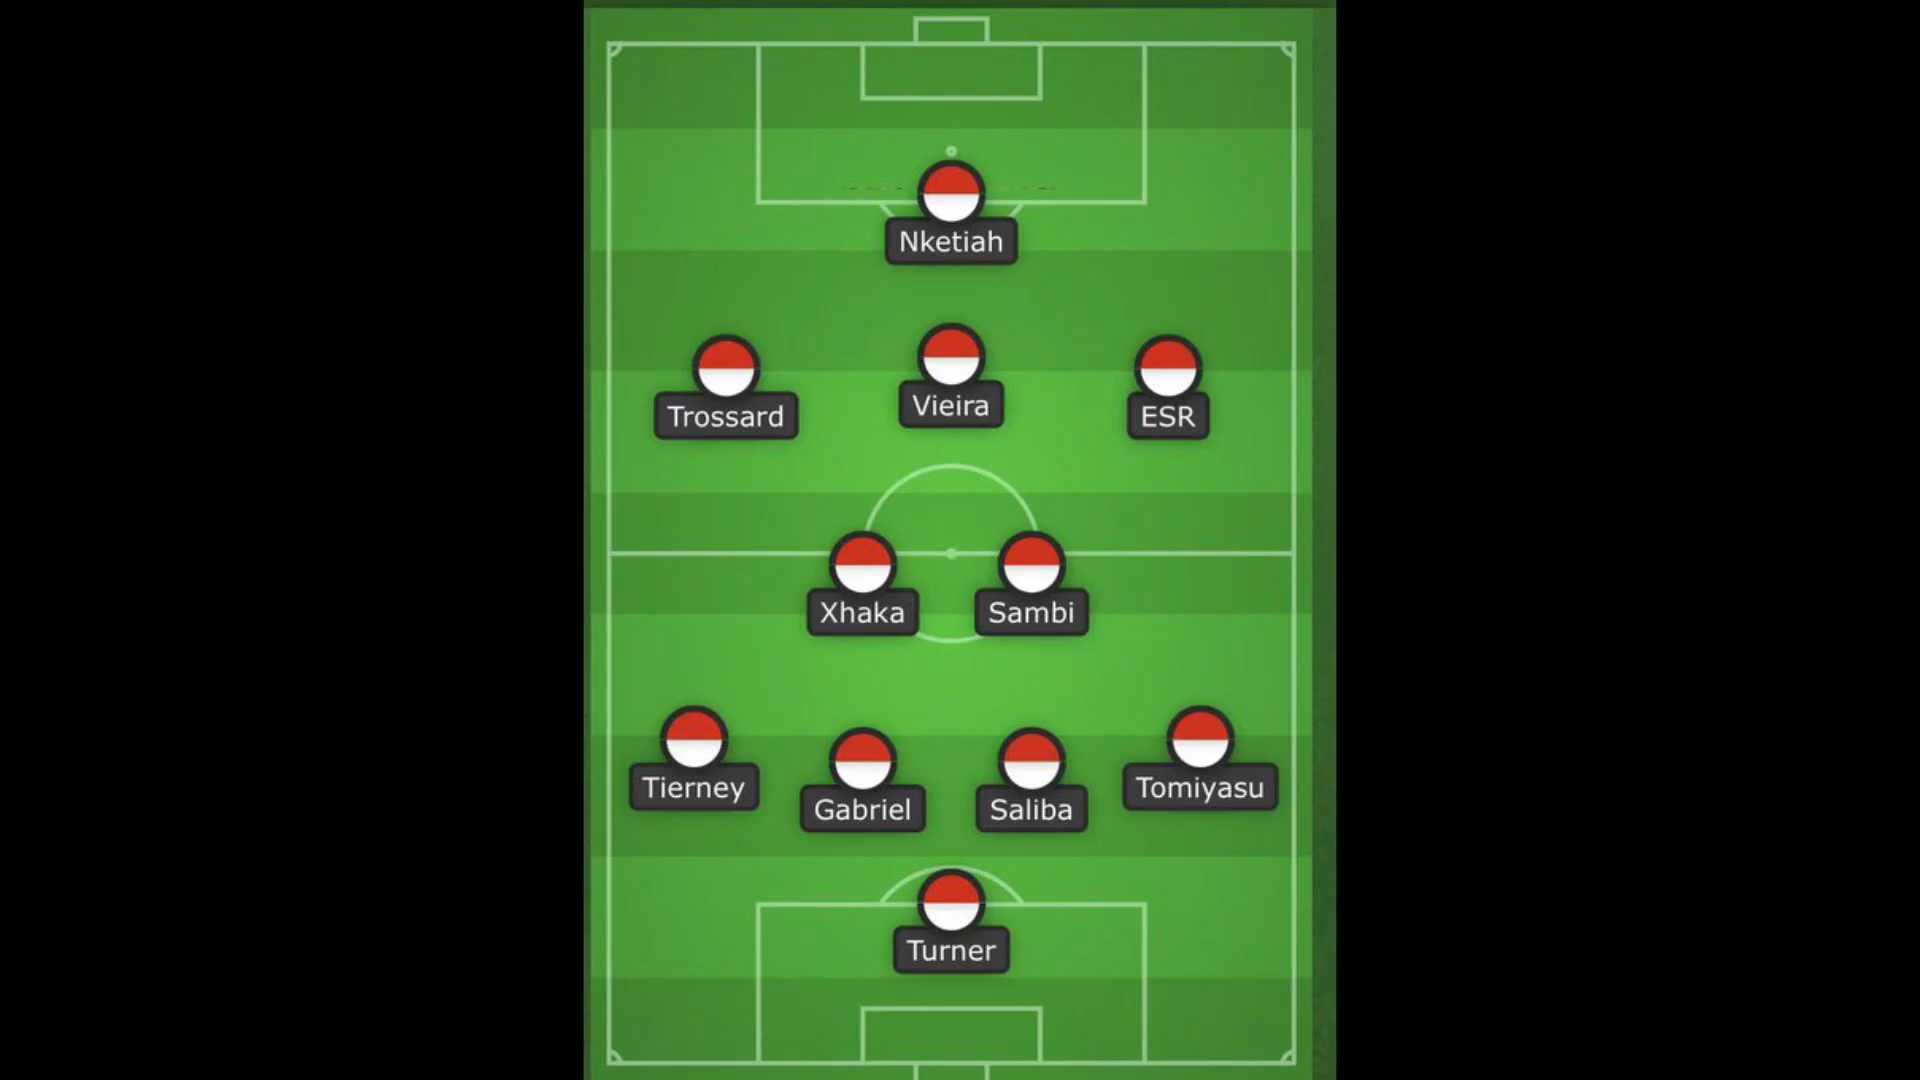 Nketiah
Trossard
Vieira
ESR
Xhaka
Sambi
Tierney
Gabriel
Saliba
Tomiyasu
Turner